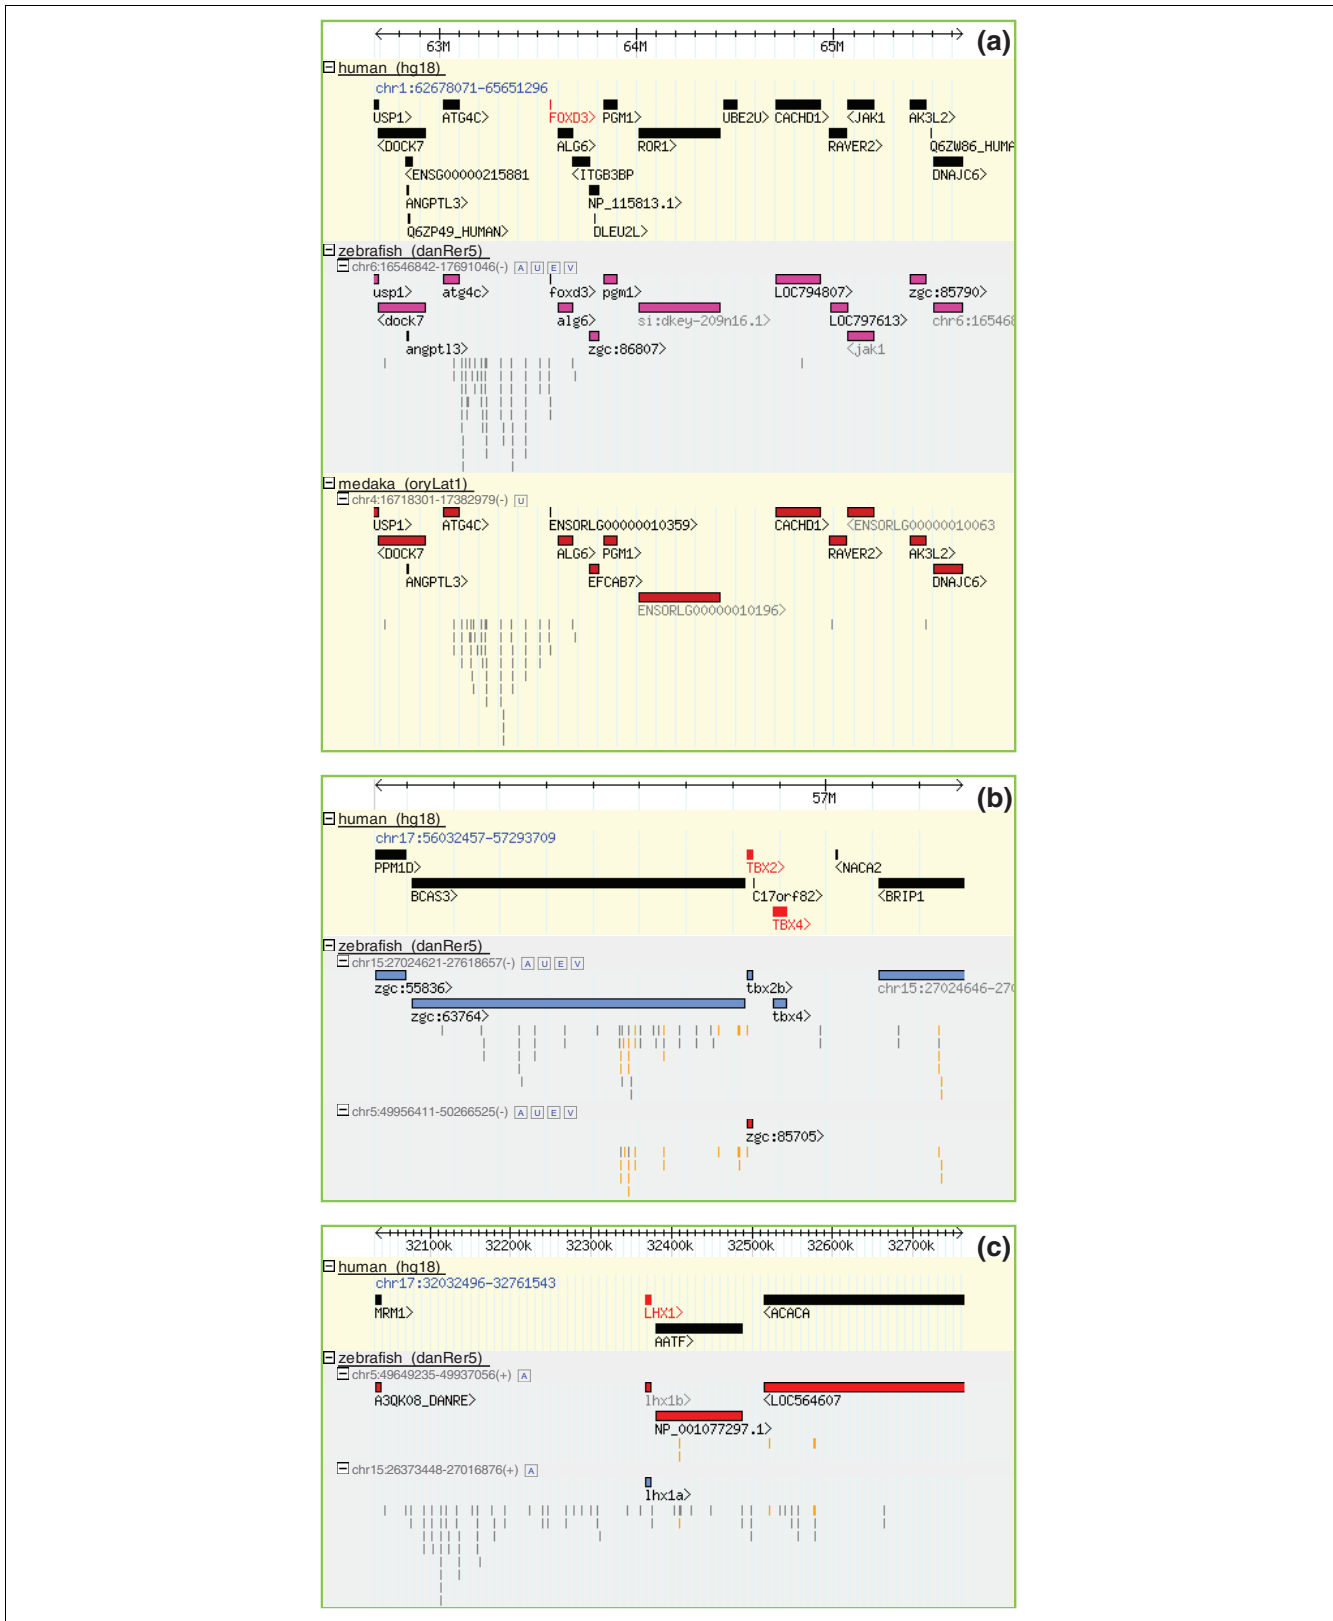 (a)
63M 64M 65M
human (hg18)
chr1:62678071-65651296
USP1> ATG4C> FOXD3> PGM1> UBE2U> CACHD1> <JAK1 AK3L2>
<DOCK7 ALG6> ROR1> RAVER2> Q6ZW86_HUMA
<ENSG00000215881 <ITGB3BP DNAJC6>
ANGPTL3> NP_115813.1>
Q6ZP49_HUMAN> DLEU2L>
zebrafish (danRer5)
chr6:16546842-17691046(-) A U E V
usp1> atg4c> foxd3> pgm1> LOC794807> zgc:85790>
<dock7 alg6> si:dkey-209n16.1> LOC797613> chr6:165468
angptl3> zgc:86807> <jak1
medaka (oryLat1)
chr4:16718301-17382979(-) U
USP1> ATG4C> ENSORLG00000010359> CACHD1> <ENSORLG00000010063
<DOCK7 ALG6> PGM1> RAVER2> AK3L2>
ANGPTL3> EFCAB7> DNAJC6>
ENSORLG00000010196>
(b)
57M
human (hg18)
chr17:56032457-57293709
PPM1D> TBX2> <NACA2
BCAS3> C17orf82> <BRIP1
TBX4>
zebrafish (danRer5)
chr15:27024621-27618657(-) A U E V
zgc:55836> tbx2b> chr15:27024646-270
zgc:63764> tbx4>
chr5:49956411-50266525(-) A U E V
zgc:85705>
(c)
32100k 32200k 32300k 32400k 32500k 32600k 32700k
human (hg18)
chr17:32032496-32761543
MRM1> LHX1> <ACACA
AATF>
zebrafish (danRer5)
chr5:49649235-49937056(+) A
A3QK08_DANRE> lhx1b> <LOC564607
NP_001077297.1>
chr15:26373448-27016876(+) A
lhx1a>